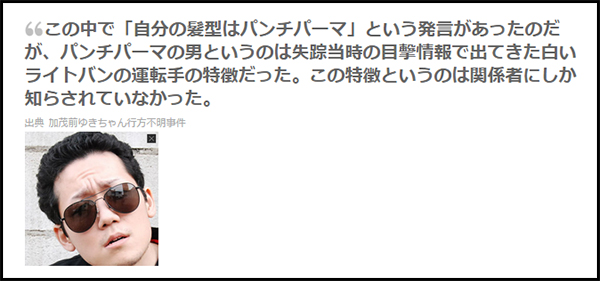 この中で「自分の髪型はパンチパーマ」という発言があったのだ
が、パンチパーマの男というのは失踪当時の目撃情報で出てきた白い
ライトバンの運転手の特徴だった。この特徴というのは関係者にしか
知らされていなかった。
出典 加茂前ゆきちゃん行方不明事件